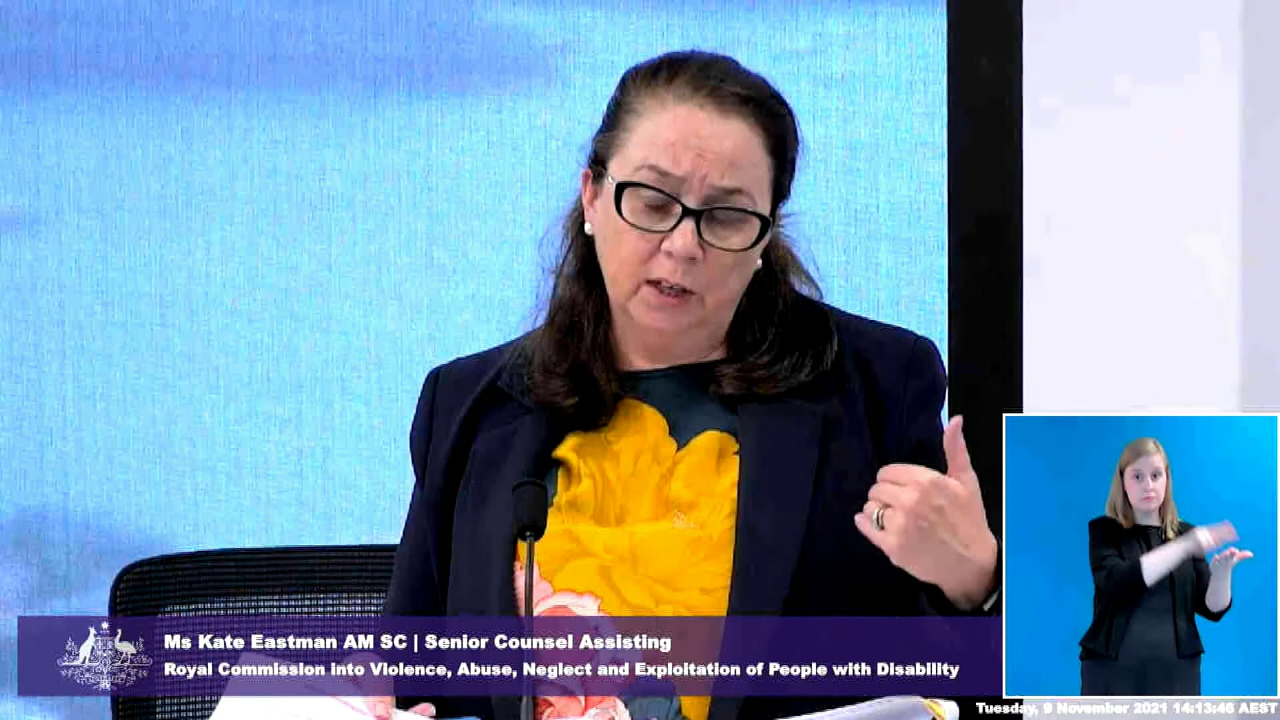 Ms Kate Eastman AM SC | Senior Counsel Assisting
Royal Commission into Violence, Abuse, Neglect and Exploitation of People with Disability
Tuesday, 9 November 2021 14:13:46 AEST